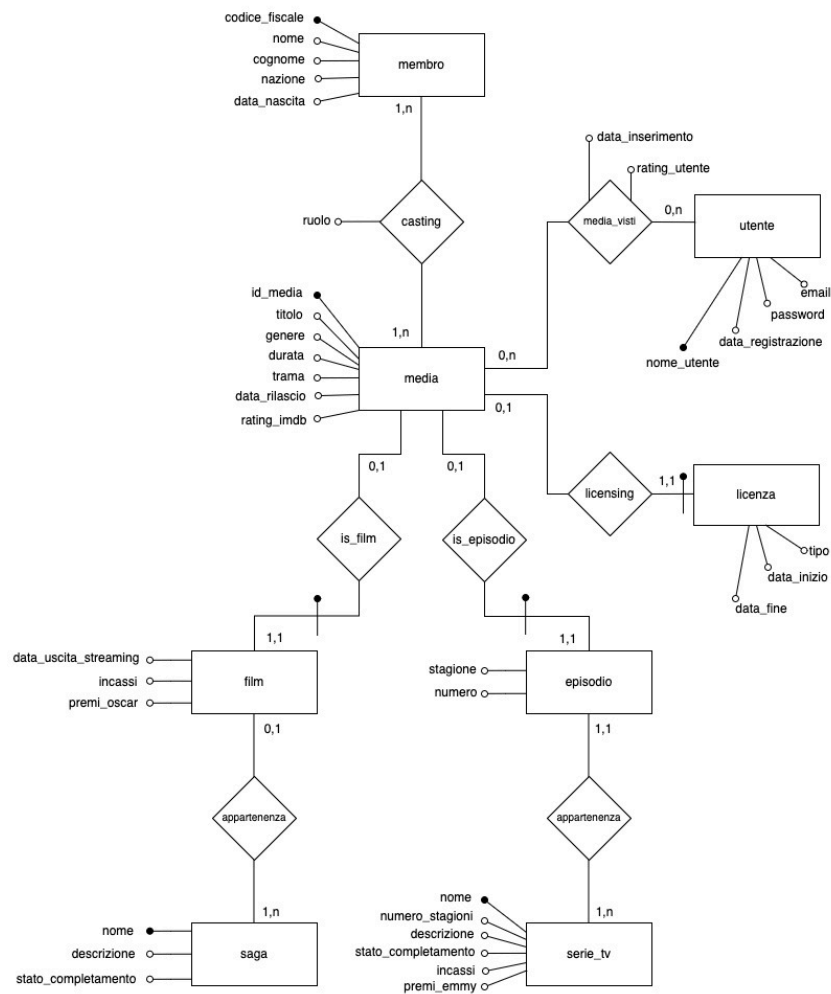 codice_fiscale
nome
cognome
nazione
data_nascita
membro
1,n
data_inserimento
rating_utente
ruolo
casting
media_visti
0,n
utente
email
password
data_registrazione
nome_utente
id_media
titolo
genere
durata
trama
data_rilascio
rating_imdb
1,n
media
0,n
0,1
0,1
0,1
licensing
1,1
licenza
tipo
data_inizio
data_fine
is_film
is_episodio
1,1
1,1
data_uscita_streaming
incassi
premi_oscar
film
stagione
numero
episodio
0,1
1,1
appartenenza
appartenenza
1,n
1,n
nome
descrizione
stato_completamento
saga
nome
numero_stagioni
descrizione
stato_completamento
incassi
premi_emmy
serie_tv